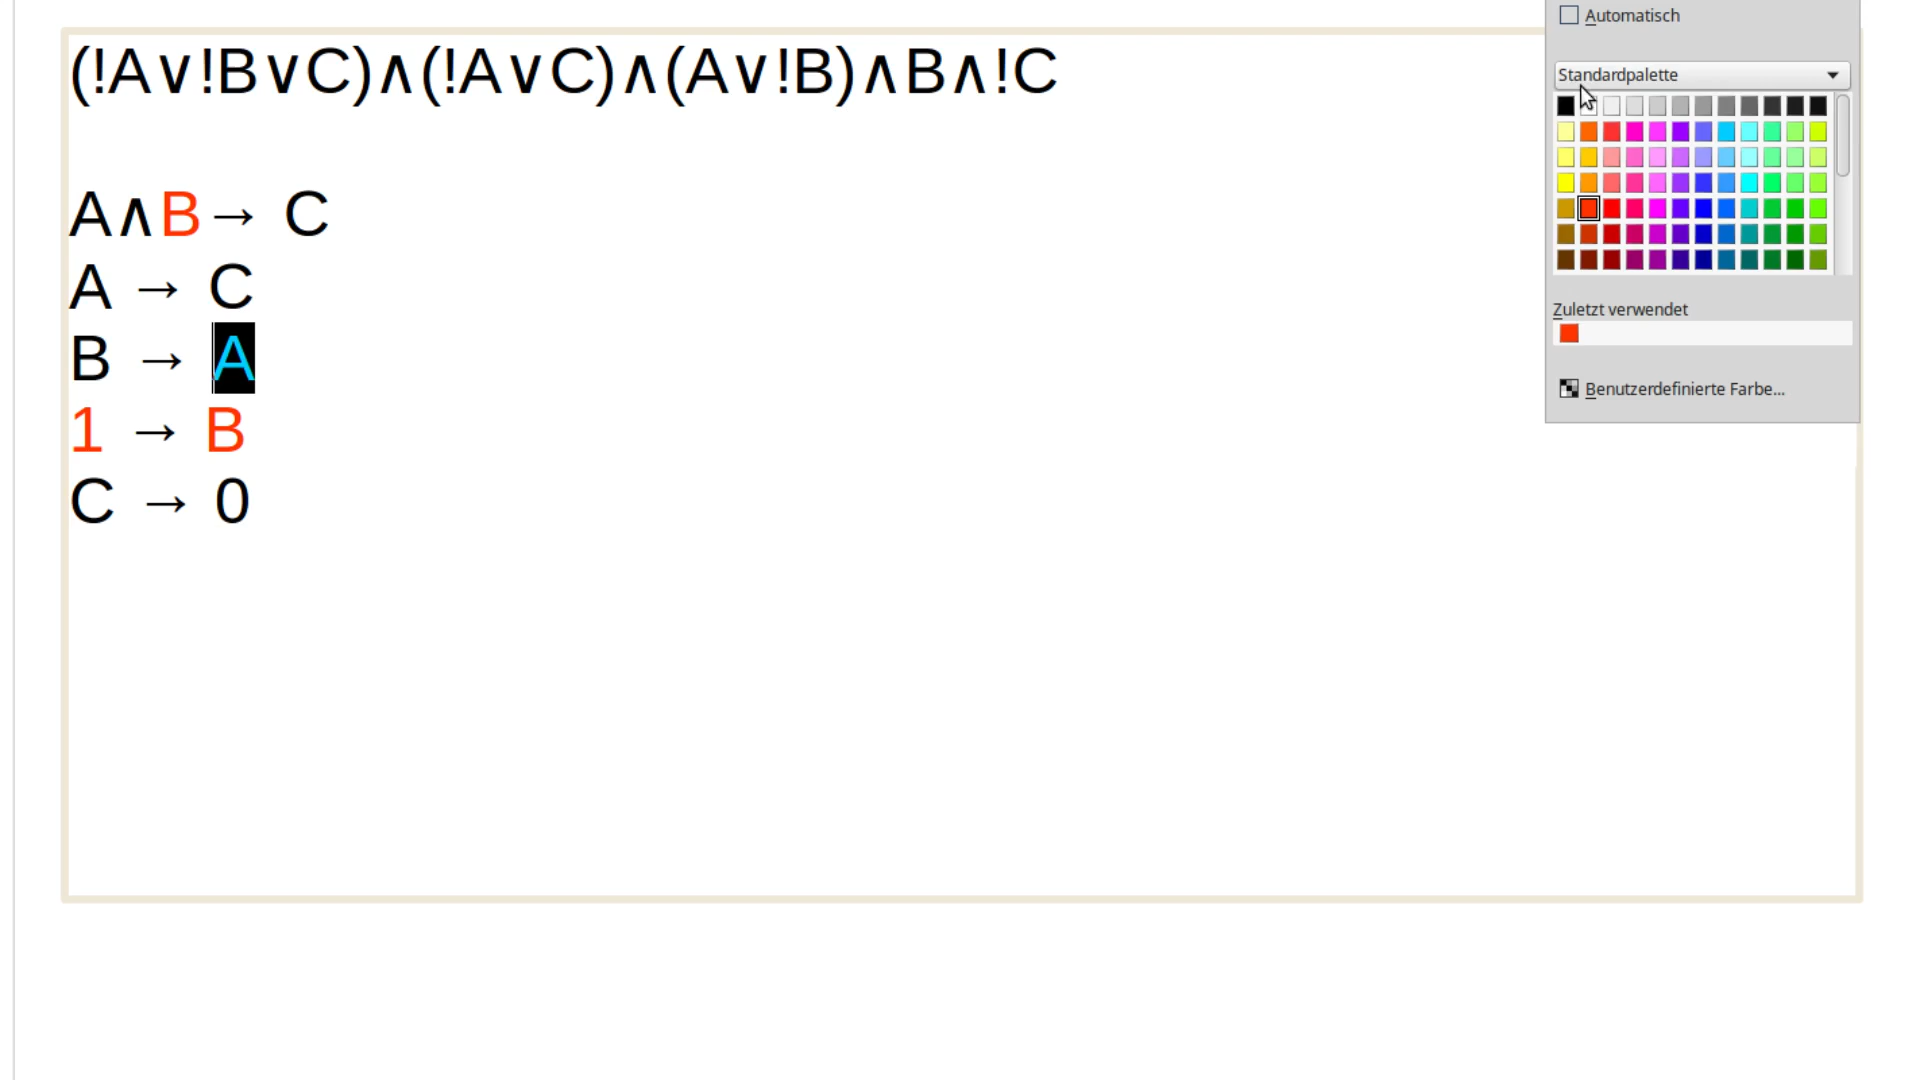 (!A∨!B∨C)∧(!A∨C)∧(A∨!B)∧B∧!C
A∧B→ C
A → C
B → A
1 → B
C → 0
Automatisch
Standardpalette
Zuletzt verwendet
Benutzerdefinierte Farbe...